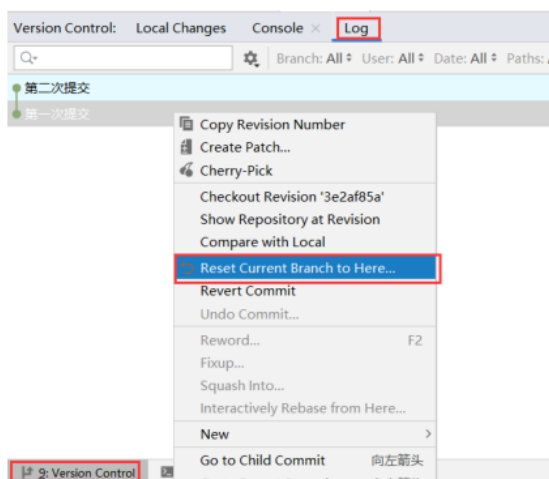 Version Control: Local Changes Console × Log
Branch: All User: All Date: All Paths:
第二次提交
第一次提交
Copy Revision Number
Create Patch...
Cherry-Pick
Checkout Revision '3e2af85a'
Show Repository at Revision
Compare with Local
Reset Current Branch to Here...
Revert Commit
Undo Commit...
Reword... F2
Fixup...
Squash Into...
Interactively Rebase from Here...
New
Go to Child Commit 向左箭头
9: Version Control